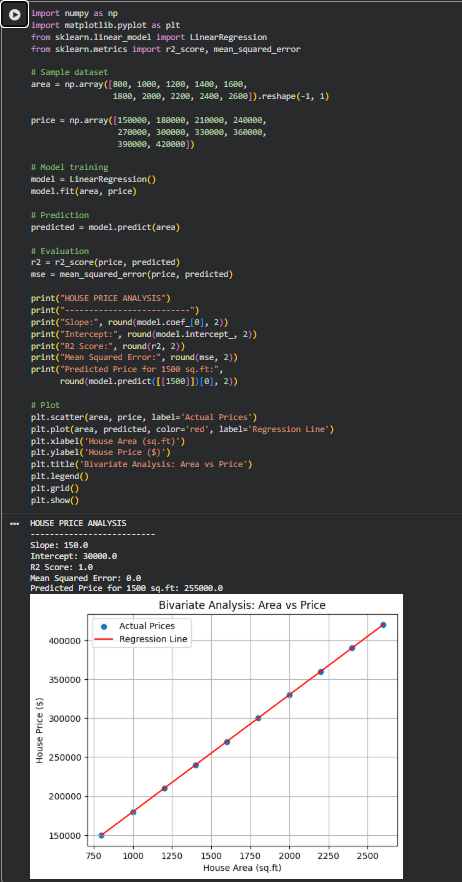 import numpy as np
import matplotlib.pyplot as plt
from sklearn.linear_model import LinearRegression
from sklearn.metrics import r2_score, mean_squared_error

# Sample dataset
area = np.array([800, 1000, 1200, 1400, 1600,
                 1800, 2000, 2200, 2400, 2600]).reshape(-1, 1)

price = np.array([150000, 180000, 210000, 240000,
                  270000, 300000, 330000, 360000,
                  390000, 420000])

# Model training
model = LinearRegression()
model.fit(area, price)

# Prediction
predicted = model.predict(area)

# Evaluation
r2 = r2_score(price, predicted)
mse = mean_squared_error(price, predicted)

print("HOUSE PRICE ANALYSIS")
print("-------------------------")
print("Slope:", round(model.coef_[0], 2))
print("Intercept:", round(model.intercept_, 2))
print("R2 Score:", round(r2, 2))
print("Mean Squared Error:", round(mse, 2))
print("Predicted Price for 1500 sq.ft:",
      round(model.predict([[1500]])[0], 2))

# Plot
plt.scatter(area, price, label='Actual Prices')
plt.plot(area, predicted, color='red', label='Regression Line')
plt.xlabel('House Area (sq.ft)')
plt.ylabel('House Price ($)')
plt.title('Bivariate Analysis: Area vs Price')
plt.legend()
plt.grid()
plt.show()
HOUSE PRICE ANALYSIS
-------------------------
Slope: 150.0
Intercept: 30000.0
R2 Score: 1.0
Mean Squared Error: 0.0
Predicted Price for 1500 sq.ft: 255000.0
Bivariate Analysis: Area vs Price
Actual Prices
Regression Line
House Price ($)
400000
350000
300000
250000
200000
150000
750 1000 1250 1500 1750 2000 2250 2500
House Area (sq.ft)